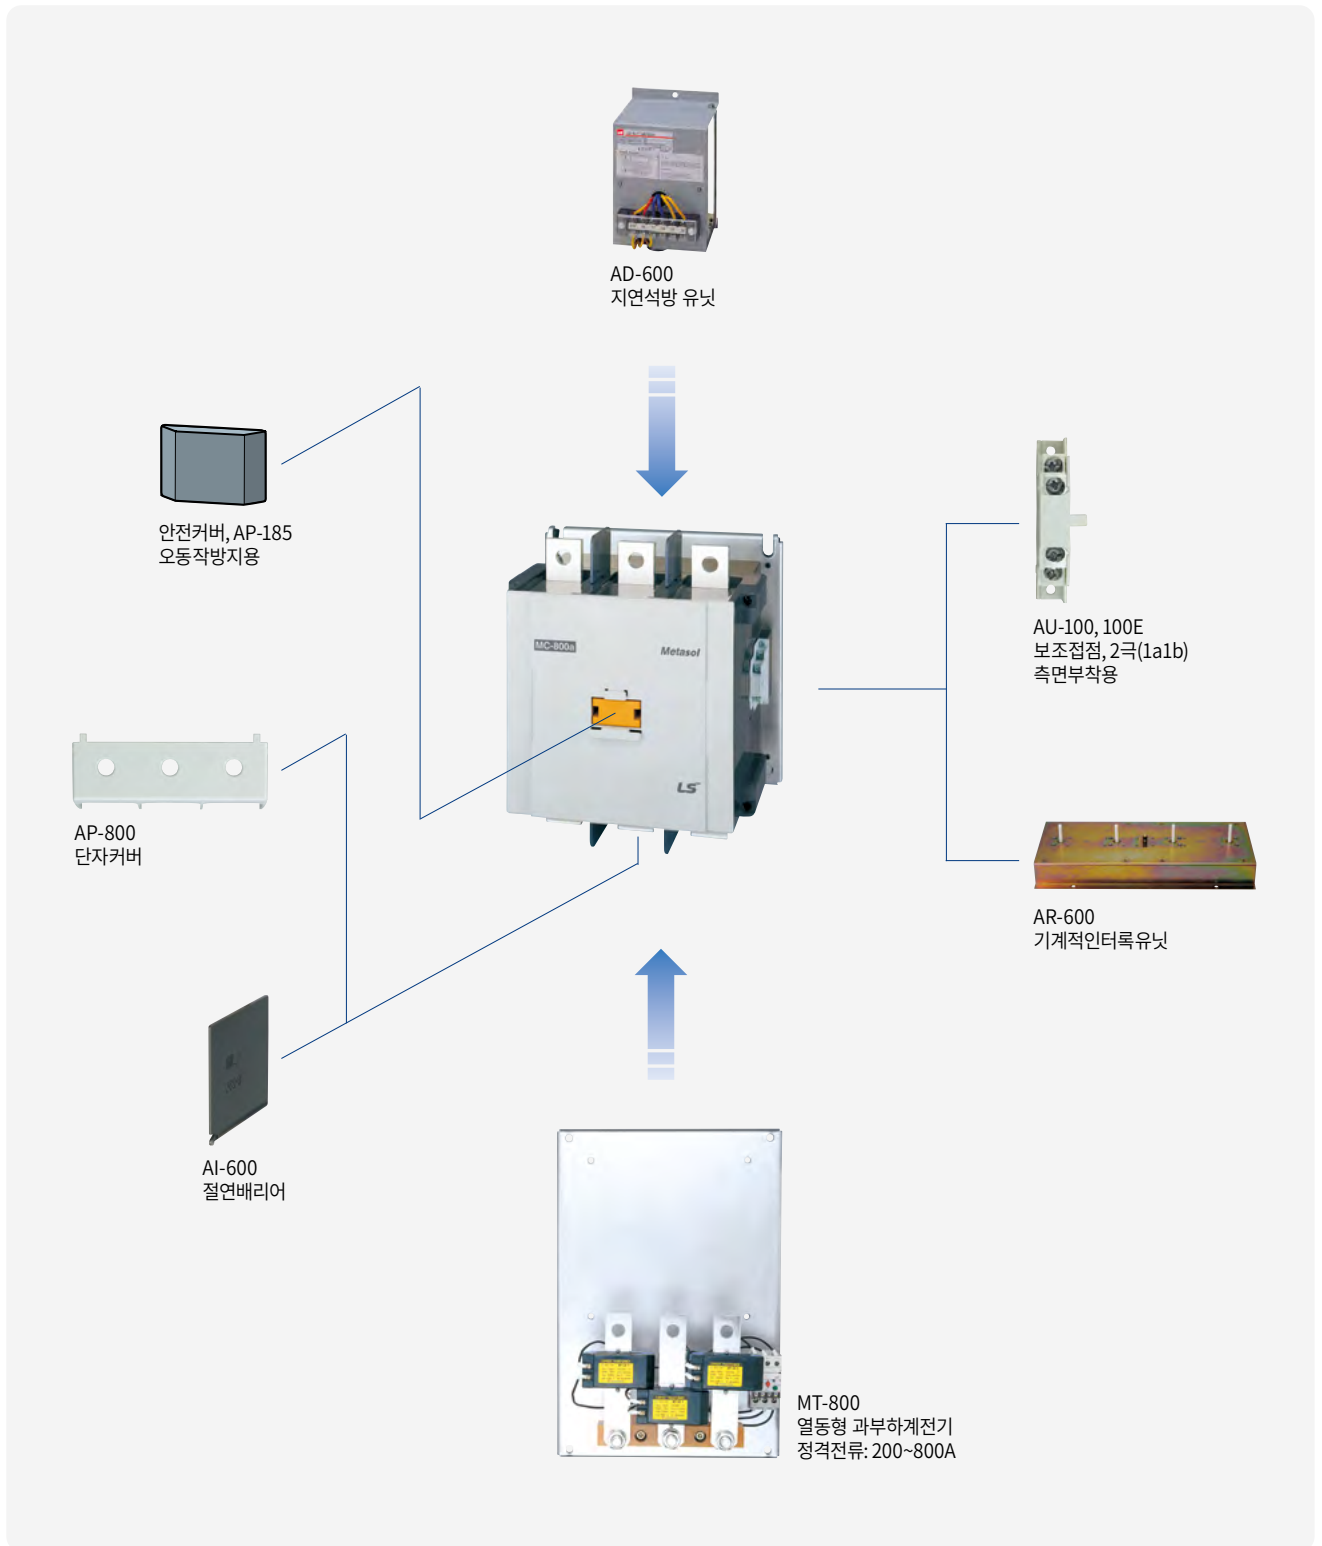 AD-600
지연석방 유닛
안전커버, AP-185
오동작방지용
MC-800a
Metasol
LS
AU-100, 100E
보조접점, 2극(1a1b)
측면부착용
AP-800
단자커버
AR-600
기계적인터록유닛
AI-600
절연배리어
MT-800
열동형 과부하계전기
정격전류: 200~800A